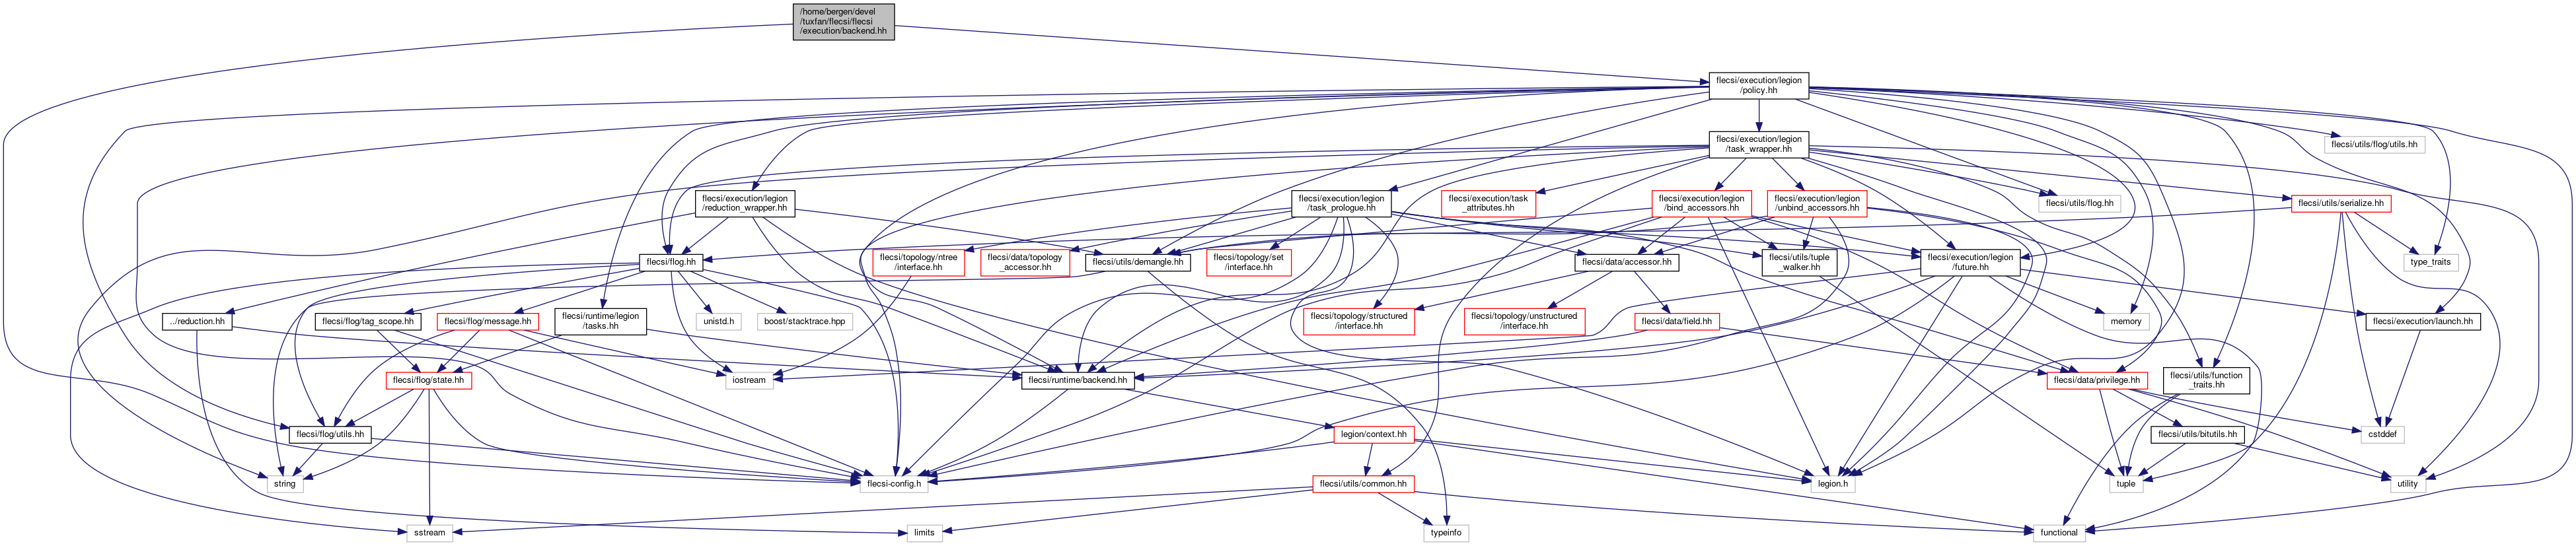 /home/bergen/devel
/tuxfan/flecsi/flecsi
/execution/backend.hh
flecsi/execution/legion
/policy.hh
flecsi/execution/legion
/task_wrapper.hh
flecsi/utils/flog/utils.hh
flecsi/execution/legion
/reduction_wrapper.hh
flecsi/execution/legion
/task_prologue.hh
flecsi/execution/task
_attributes.hh
flecsi/execution/legion
/bind_accessors.hh
flecsi/execution/legion
/unbind_accessors.hh
flecsi/utils/flog.hh
flecsi/utils/serialize.hh
flecsi/flog.hh
flecsi/topology/ntree
/interface.hh
flecsi/data/topology
_accessor.hh
flecsi/utils/demangle.hh
flecsi/topology/set
/interface.hh
flecsi/data/accessor.hh
flecsi/utils/tuple
_walker.hh
flecsi/execution/legion
/future.hh
type_traits
../reduction.hh
flecsi/flog/tag_scope.hh
flecsi/flog/message.hh
flecsi/runtime/legion
/tasks.hh
unistd.h
boost/stacktrace.hpp
flecsi/topology/structured
/interface.hh
flecsi/topology/unstructured
/interface.hh
flecsi/data/field.hh
memory
flecsi/execution/launch.hh
flecsi/flog/state.hh
iostream
flecsi/runtime/backend.hh
flecsi/data/privilege.hh
flecsi/utils/function
_traits.hh
flecsi/flog/utils.hh
legion/context.hh
flecsi/utils/bitutils.hh
cstddef
string
flecsi-config.h
flecsi/utils/common.hh
legion.h
tuple
utility
sstream
limits
typeinfo
functional